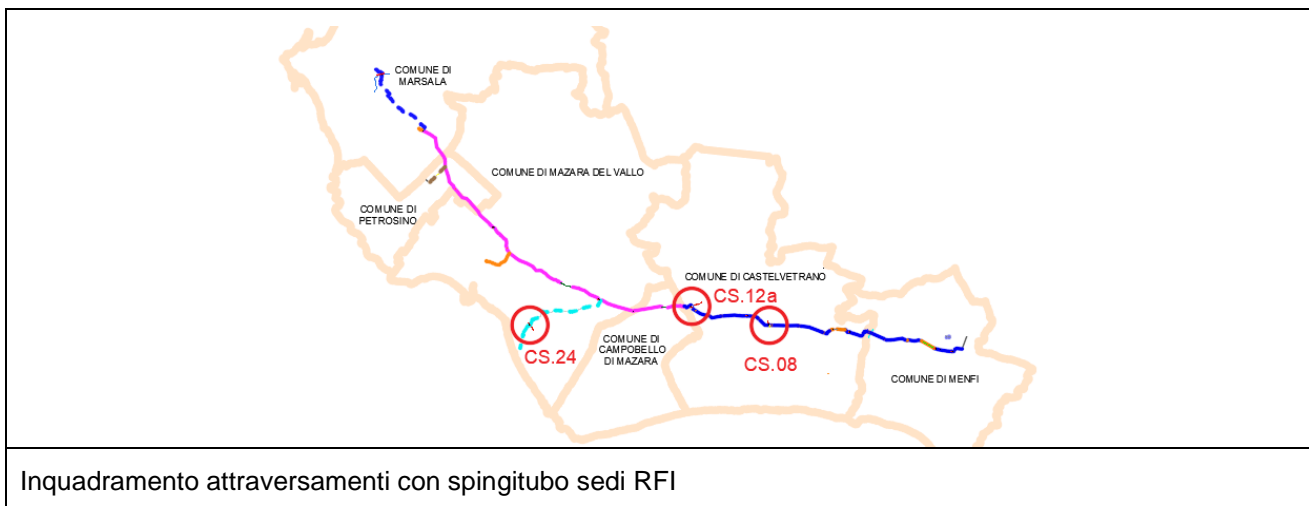 COMUNE DI
MARSALA
COMUNE DI MAZARA DEL VALLO
COMUNE DI
PETROSINO
COMUNE DI CASTELVETRANO
CS.12a
CS.24
COMUNE DI
CAMPOBELLO
DI MAZARA
CS.08
COMUNE DI MENFI
Inquadramento attraversamenti con spingitubo sedi RFI